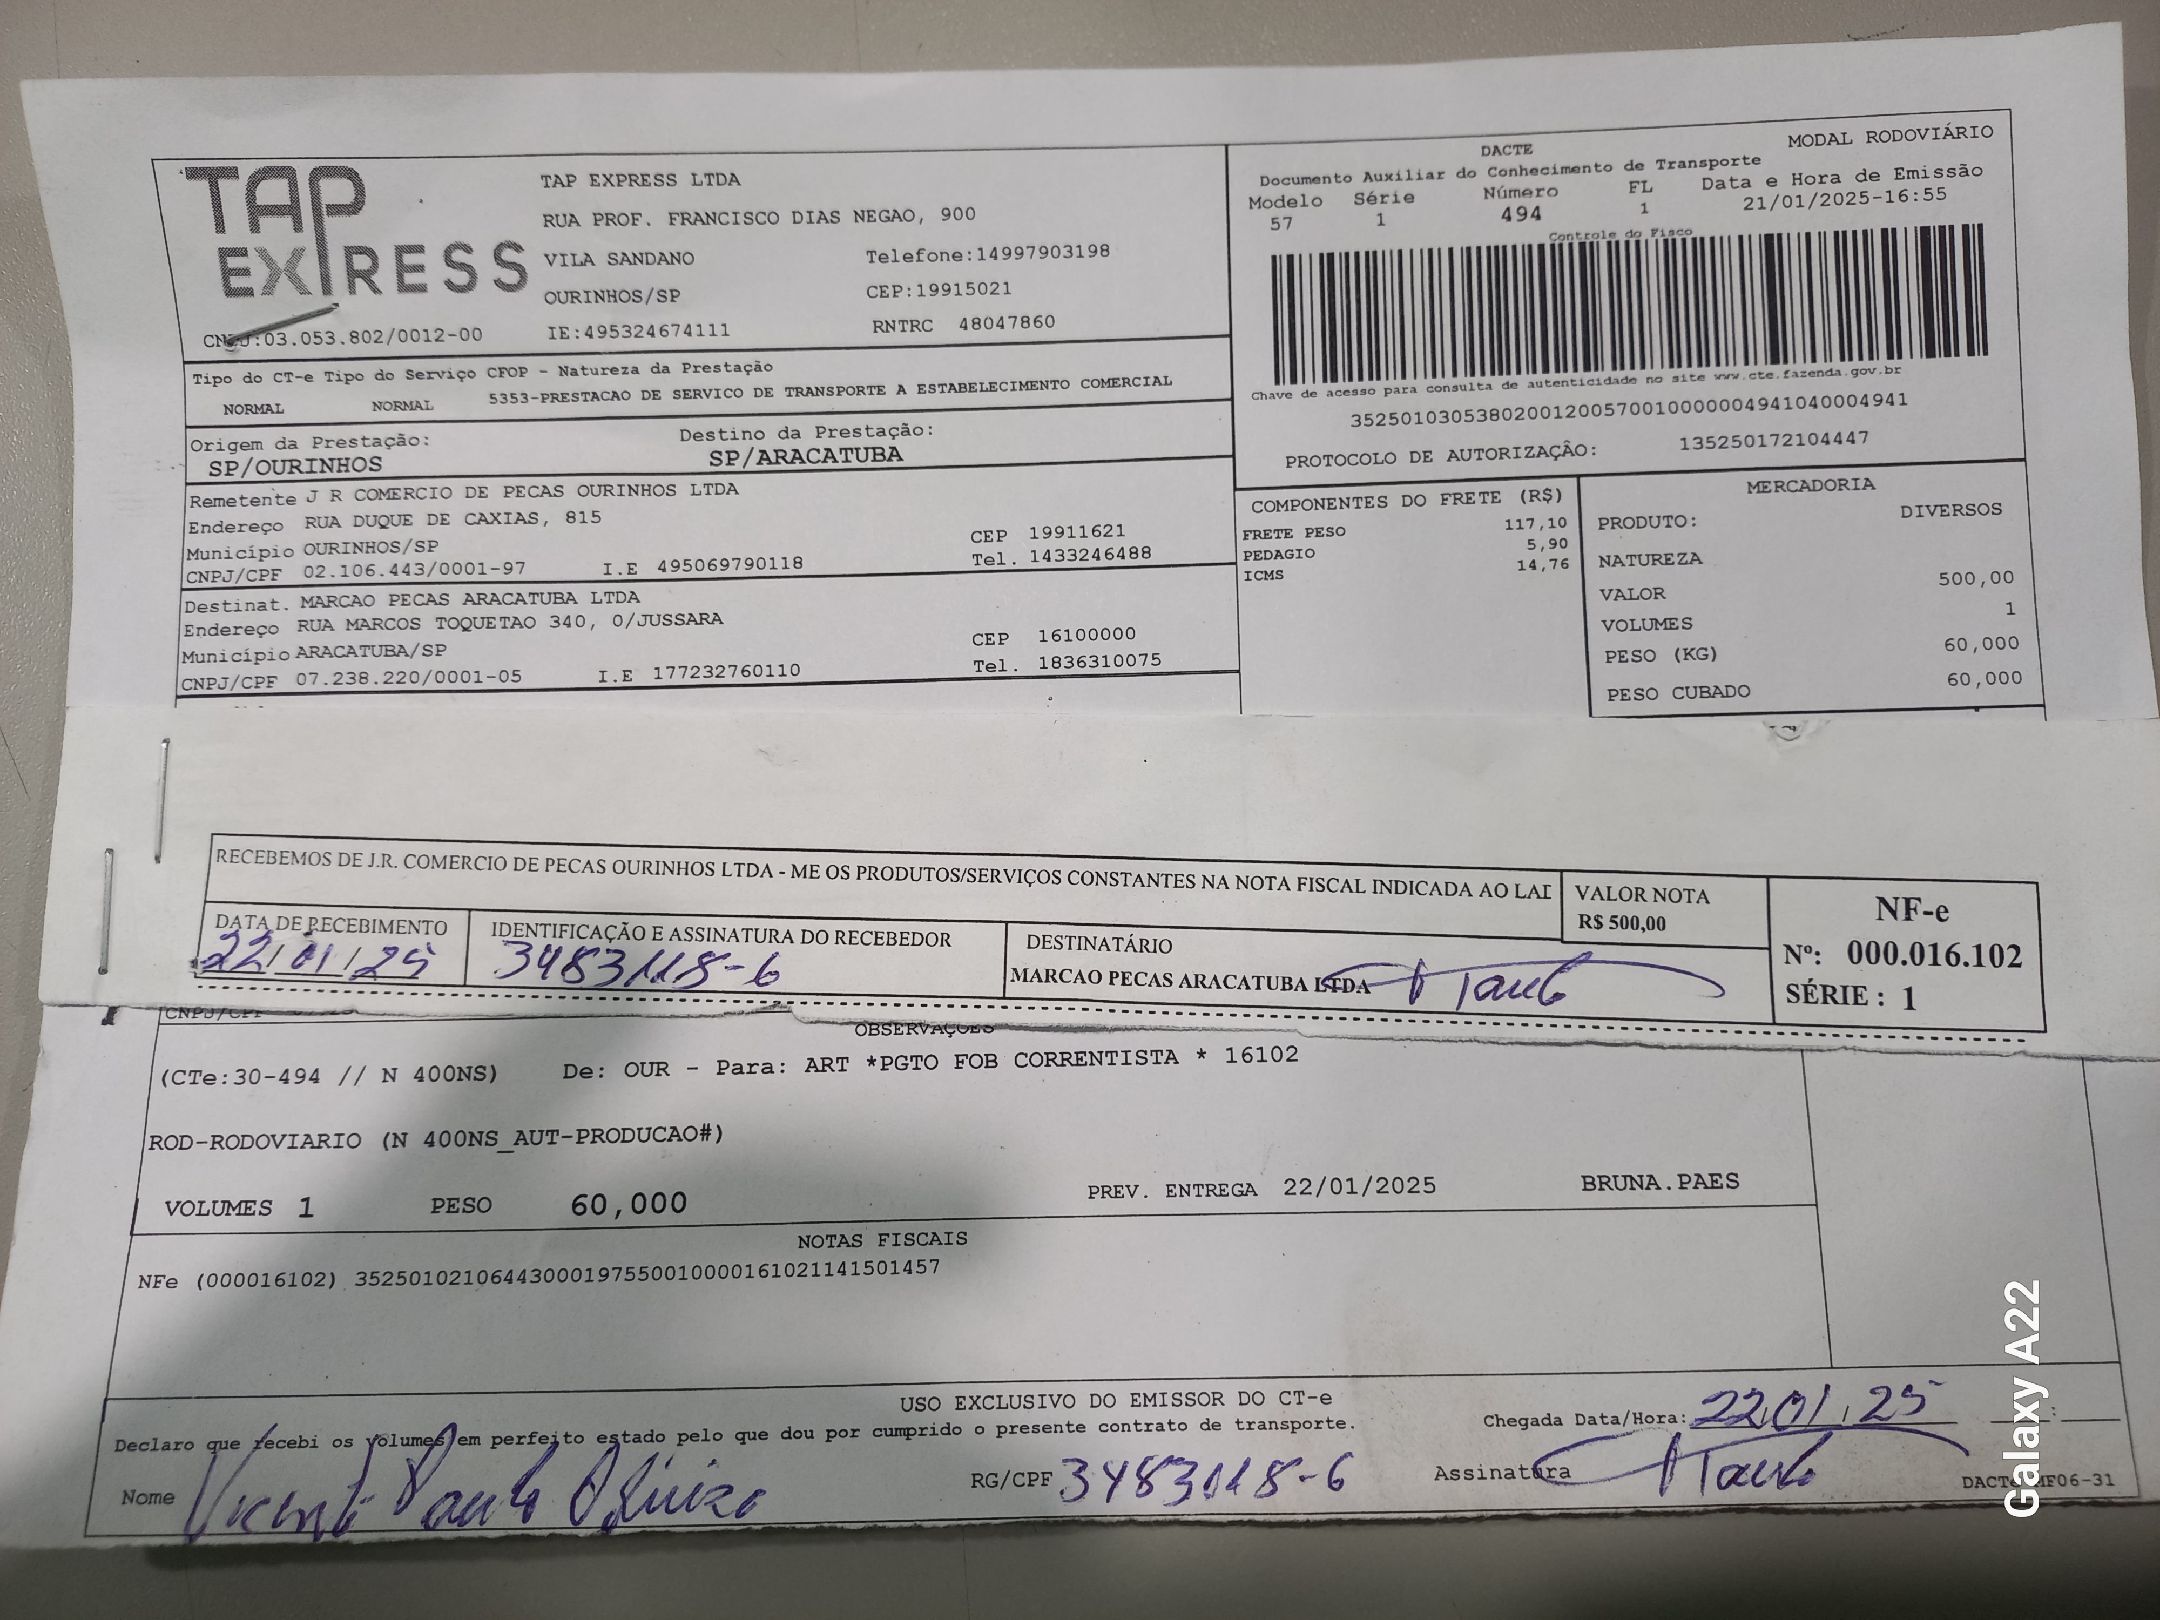 TAP EXPRESS
TAP EXPRESS LTDA
RUA PROF. FRANCISCO DIAS NEGAO, 900
VILA SANDANO Telefone:14997903198
OURINHOS/SP CEP:19915021
CNPJ:03.053.802/0012-00 IE:495324674111 RNTRC 48047860
DACTE MODAL RODOVIÁRIO
Documento Auxiliar do Conhecimento de Transporte
Modelo Série Número FL Data e Hora de Emissão
57 1 494 1 21/01/2025-16:55
Controle do Fisco
Chave de acesso para consulta de autenticidade no site www.cte.fazenda.gov.br
35250103053802001200570010000004941040004941
PROTOCOLO DE AUTORIZAÇÃO: 135250172104447
Tipo do CT-e Tipo do Serviço CFOP - Natureza da Prestação
NORMAL NORMAL 5353-PRESTACAO DE SERVICO DE TRANSPORTE A ESTABELECIMENTO COMERCIAL
Origem da Prestação: Destino da Prestação:
SP/OURINHOS SP/ARACATUBA
Remetente J R COMERCIO DE PECAS OURINHOS LTDA
Endereço RUA DUQUE DE CAXIAS, 815
Município OURINHOS/SP CEP 19911621
CNPJ/CPF 02.106.443/0001-97 I.E 495069790118 Tel. 1433246488
Destinat. MARCAO PECAS ARACATUBA LTDA
Endereço RUA MARCOS TOQUETAO 340, 0/JUSSARA
Município ARACATUBA/SP CEP 16100000
CNPJ/CPF 07.238.220/0001-05 I.E 177232760110 Tel. 1836310075
COMPONENTES DO FRETE (R$)
FRETE PESO 117,10
PEDAGIO 5,90
ICMS 14,76
MERCADORIA
PRODUTO: DIVERSOS
NATUREZA
VALOR 500,00
VOLUMES 1
PESO (KG) 60,000
PESO CUBADO 60,000
RECEBEMOS DE J.R. COMERCIO DE PECAS OURINHOS LTDA - ME OS PRODUTOS/SERVIÇOS CONSTANTES NA NOTA FISCAL INDICADA AO LAD
VALOR NOTA
R$ 500,00
NF-e
Nº: 000.016.102
SÉRIE : 1
DATA DE RECEBIMENTO IDENTIFICAÇÃO E ASSINATURA DO RECEBEDOR DESTINATÁRIO
22/01/25 3483118-6 MARCAO PECAS ARACATUBA LTDA
CNPJ/CPF
OBSERVAÇÕES
(CTe:30-494 // N 400NS) De: OUR - Para: ART *PGTO FOB CORRENTISTA * 16102
ROD-RODOVIARIO (N 400NS_AUT-PRODUCAO#)
VOLUMES 1 PESO 60,000 PREV. ENTREGA 22/01/2025 BRUNA.PAES
NOTAS FISCAIS
NFe (000016102) 35250102106443000197550010000161021141501457
USO EXCLUSIVO DO EMISSOR DO CT-e
Declaro que recebi os volumes em perfeito estado pelo que dou por cumprido o presente contrato de transporte.
Chegada Data/Hora: 22/01/25 :
Nome Paulo RG/CPF 3483118-6 Assinatura
Galaxy A22